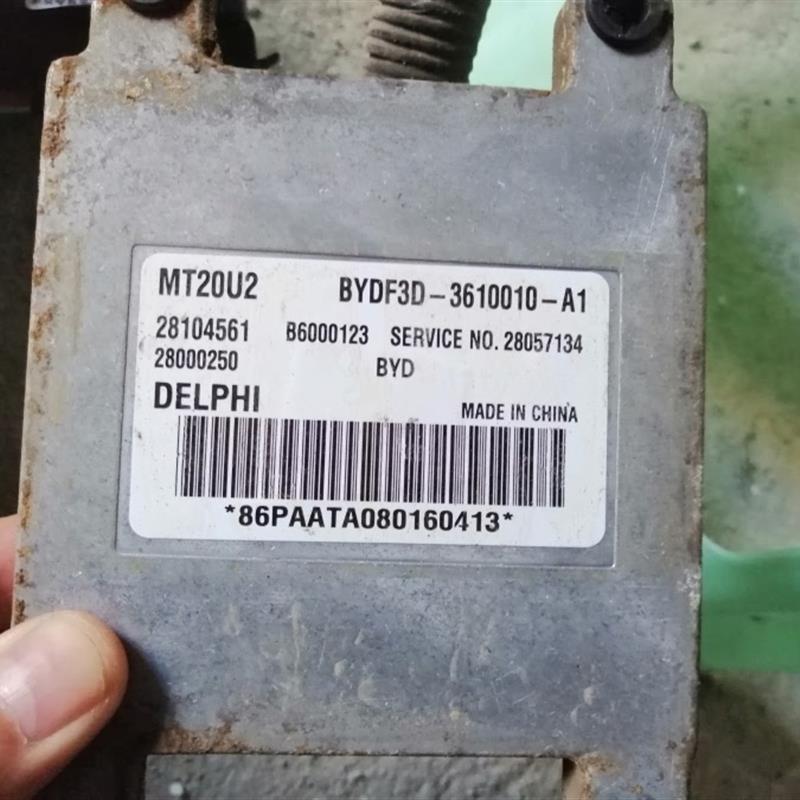 MT20U2 BYDF3D-3610010-A1
28104561 B6000123 SERVICE NO. 28057134
28000250 BYD
DELPHI MADE IN CHINA
*86PAATA080160413*